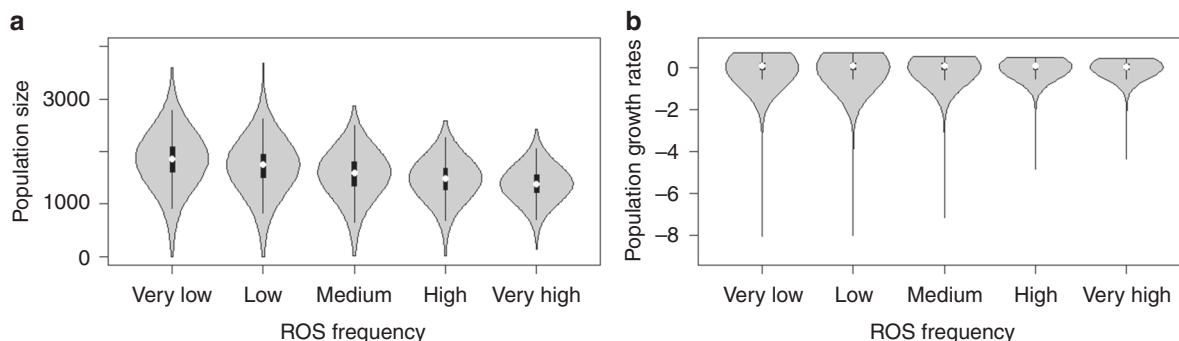 a
Population size
3000
1000
0
Very low
Low
Medium
High
Very high
ROS frequency
b
Population growth rates
0
–2
–4
–6
–8
Very low
Low
Medium
High
Very high
ROS frequency